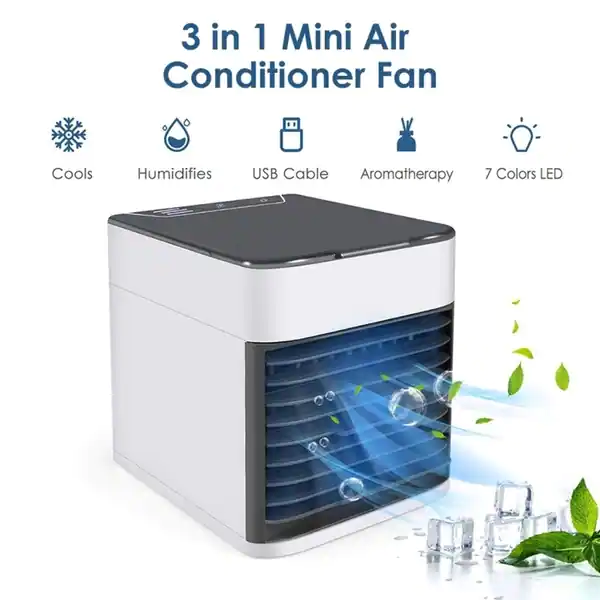 3 in 1 Mini Air
Conditioner Fan
Cools
Humidifies
USB Cable
Aromatherapy
7 Colors LED